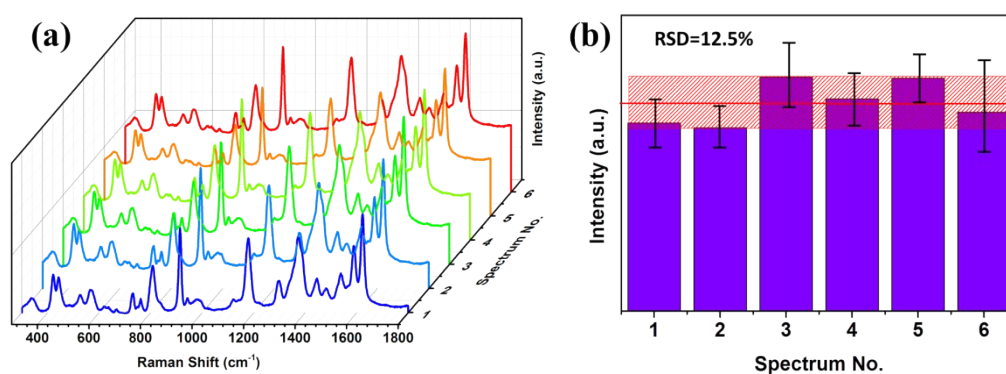 (a)
Intensity (a.u.)
6
5
4
3
2
1
Spectrum No.
400 600 800 1000 1200 1400 1600 1800
Raman Shift (cm⁻¹)
(b)
RSD=12.5%
Intensity (a.u.)
1 2 3 4 5 6
Spectrum No.